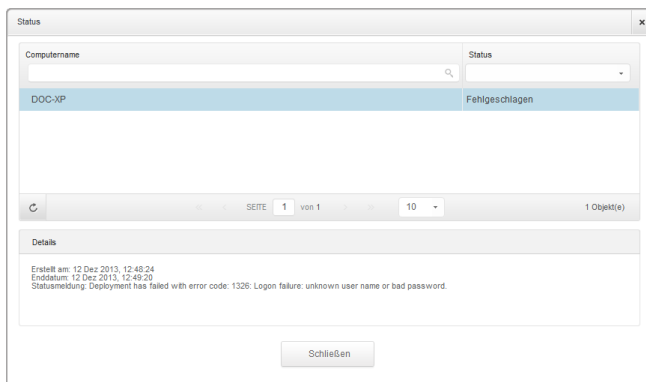 Status
Computername
Status
DOC-XP
Fehlgeschlagen
SEITE 1 von 1
10
1 Objekt(e)
Details
Erstellt am: 12 Dez 2013, 12:48:24
Enddatum: 12 Dez 2013, 12:49:20
Statusmeldung: Deployment has failed with error code: 1326: Logon failure: unknown user name or bad password.
Schließen